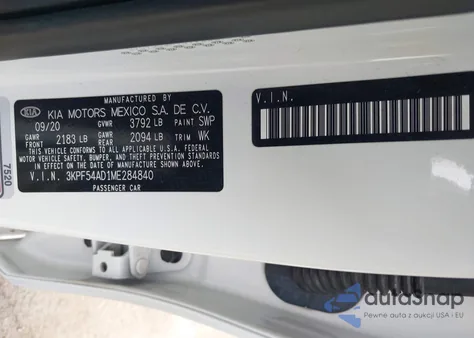 MANUFACTURED BY
KIA KIA MOTORS MEXICO S.A. DE C.V.
09/20 GVWR 3792 LB PAINT SWP
GAWR FRONT 2183 LB GAWR REAR 2094 LB TRIM WK
THIS VEHICLE CONFORMS TO ALL APPLICABLE U.S.A. FEDERAL
MOTOR VEHICLE SAFETY, BUMPER, AND THEFT PREVENTION
STANDARDS IN EFFECT ON THE DATE OF MANUFACTURE SHOWN ABOVE.
V.I.N. 3KPF54AD1ME284840
PASSENGER CAR
7520
V.I.N.
autashap
Pewne auta z aukcji USA i EU